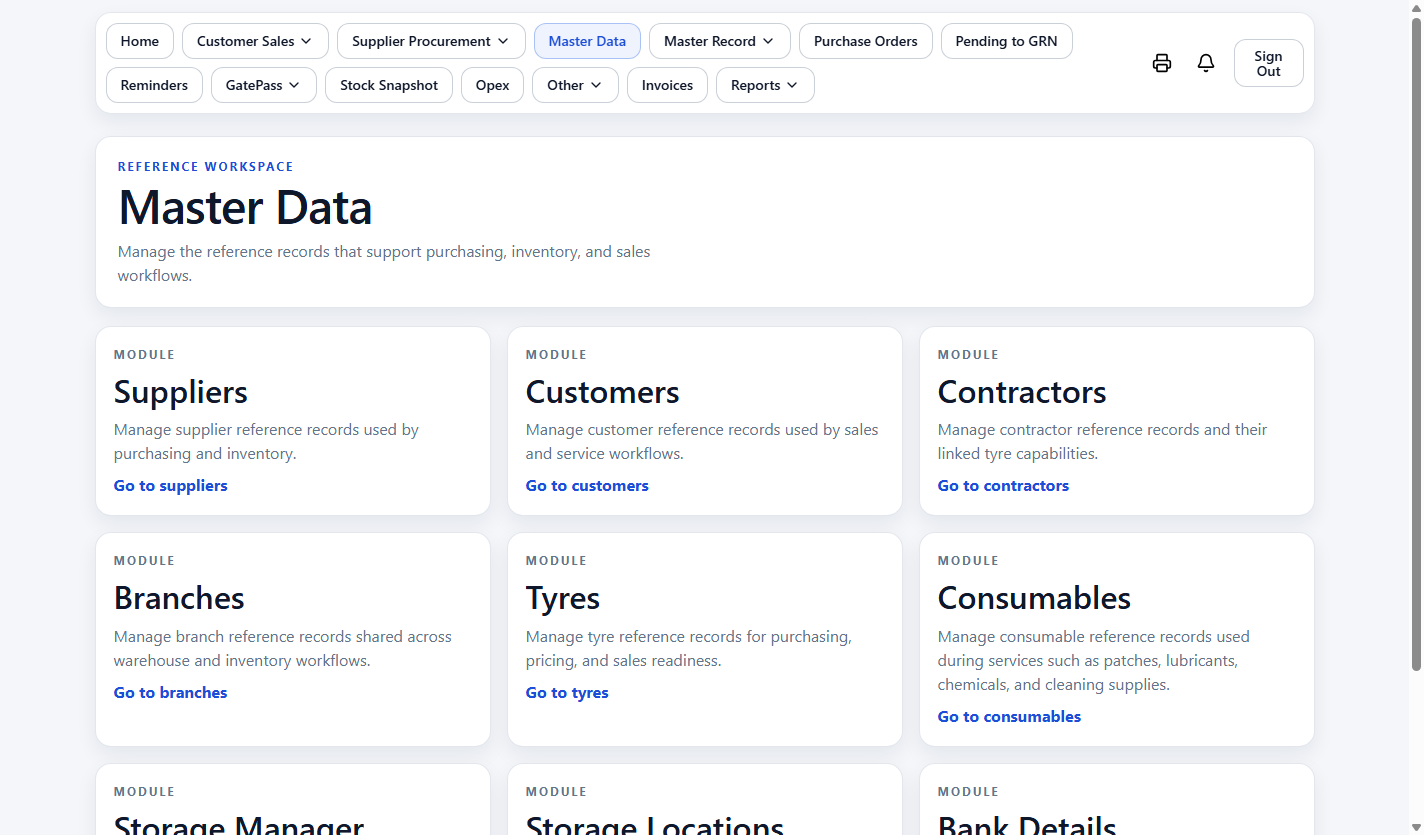 Home
Customer Sales
Supplier Procurement
Master Data
Master Record
Purchase Orders
Pending to GRN
Reminders
GatePass
Stock Snapshot
Opex
Other
Invoices
Reports
Sign
Out
REFERENCE WORKSPACE
Master Data
Manage the reference records that support purchasing, inventory, and sales
workflows.
MODULE
Suppliers
Manage supplier reference records used by
purchasing and inventory.
Go to suppliers
MODULE
Customers
Manage customer reference records used by sales
and service workflows.
Go to customers
MODULE
Contractors
Manage contractor reference records and their
linked tyre capabilities.
Go to contractors
MODULE
Branches
Manage branch reference records shared across
warehouse and inventory workflows.
Go to branches
MODULE
Tyres
Manage tyre reference records for purchasing,
pricing, and sales readiness.
Go to tyres
MODULE
Consumables
Manage consumable reference records used
during services such as patches, lubricants,
chemicals, and cleaning supplies.
Go to consumables
MODULE
Storage Manager
MODULE
Storage Locations
MODULE
Bank Details